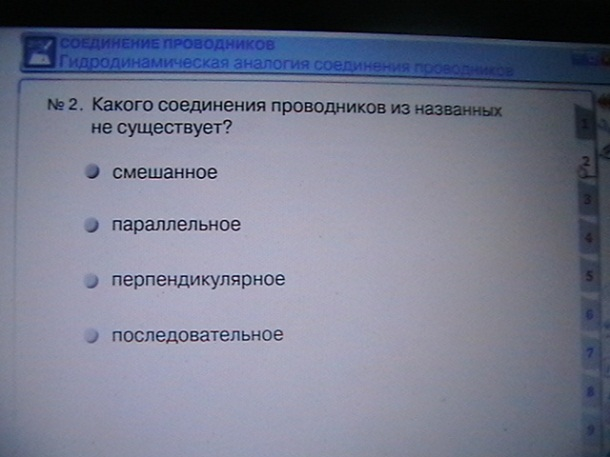 СОЕДИНЕНИЕ ПРОВОДНИКОВ
Гидродинамическая аналогия соединения проводников
№ 2. Какого соединения проводников из названных
не существует?
смешанное
параллельное
перпендикулярное
последовательное
1
2
3
4
5
6
7
8
9